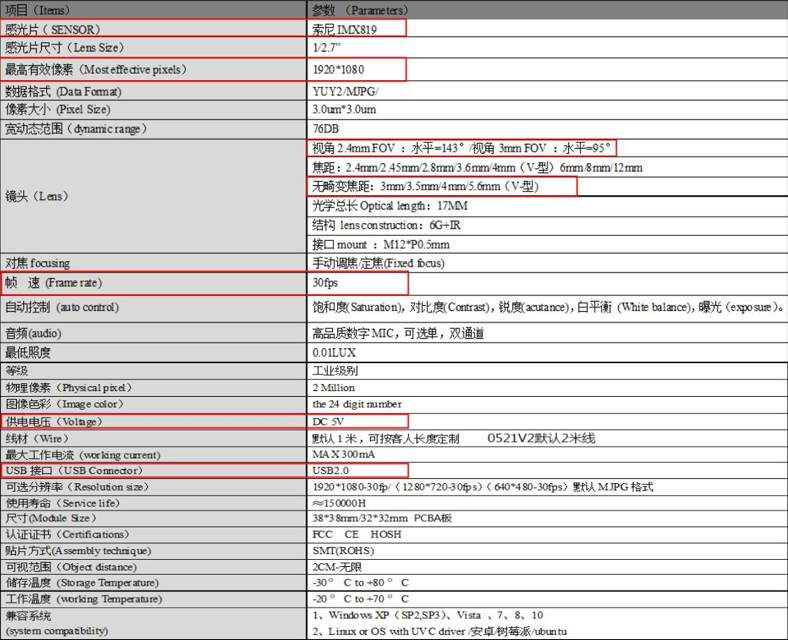 项目（Items） 参数 （Parameters）
感光片（ SENSOR） 索尼 IMX819
感光片尺寸（Lens Size） 1/2.7”
最高有效像素（Most effective pixels） 1920*1080
数据格式 (Data Format) YUY2/MJPG/
像素大小 (Pixel Size) 3.0um*3.0um
宽动态范围（dynamic range） 76DB
镜头（Lens） 视角 2.4mm FOV ：水平=143° /视角 3mm FOV ：水平=95°
焦距：2.4mm/2.45mm/2.8mm/3.6mm/4mm（V-型）6mm/8mm/12mm
无畸变焦距：3mm/3.5mm/4mm/5.6mm（V-型)
光学总长 Optical length：17MM
结构 lens construction：6G+IR
接口 mount ：M12*P0.5mm
对焦 focusing 手动调焦/定焦(Fixed focus)
帧 速 (Frame rate) 30fps
自动控制 (auto control) 饱和度(Saturation)，对比度(Contrast)，锐度(acutance)，白平衡 (White balance)，曝光（exposure）。
音频(audio) 高品质数字 MIC，可选单，双通道
最低照度 0.01LUX
等级 工业级别
物理像素（Physical pixel） 2 Million
图像色彩（Image color） the 24 digit number
供电电压（Voltage） DC 5V
线材（Wire） 默认 1 米，可按客人长度定制 0521V2默认2米线
最大工作电流 (working current) MAX 300mA
USB 接口（USB Connector） USB2.0
可选分辨率（Resolution size） 1920*1080-30fp/（1280*720-30fps)（ 640*480-30fps）默认 MJPG 格式
使用寿命（Service life） ≈150000H
尺寸(Module Size） 38*38mm/32*32mm PCBA板
认证证书（Certifications） FCC CE HOSH
贴片方式(Assembly technique) SMT(ROHS)
可视范围（Object distance） 2CM-无限
储存温度（Storage Temperature） -30° C to +80° C
工作温度（working Temperature） -20 ° C to +70° C
兼容系统 1、Windows XP（SP2,SP3）、Vista 、7、8、10
(system compatibility) 2、Linux or OS with UVC driver /安卓/树莓派/ubuntu